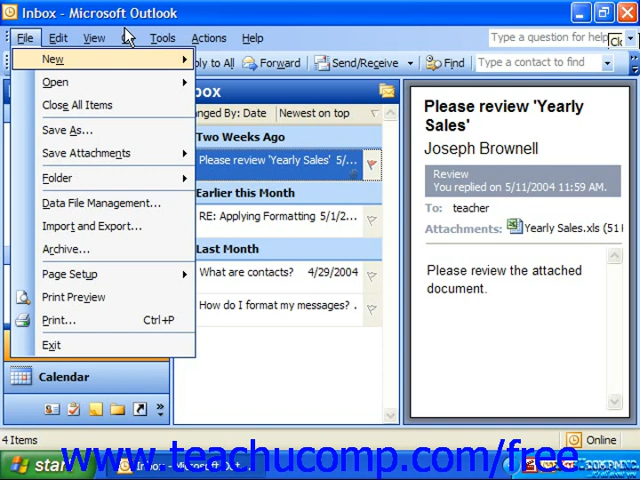 Inbox - Microsoft Outlook
File Edit View Tools Actions Help
Type a question for help
Clo
New
ply to All Forward Send/Receive Find Type a contact to find
Open
Close All Items
Save As...
Save Attachments
Folder
Data File Management...
Import and Export...
Archive...
Page Setup
Print Preview
Print... Ctrl+P
Exit
Calendar
box
anged By: Date Newest on top
Two Weeks Ago
Please review 'Yearly Sales' 5/...
Earlier this Month
RE: Applying Formatting 5/1/2...
Last Month
What are contacts? 4/29/2004
How do I format my messages? .
Please review 'Yearly
Sales'
Joseph Brownell
Review
You replied on 5/11/2004 11:59 AM.
To: teacher
Attachments: Yearly Sales.xls (51
Please review the attached
document.
4 Items
Online
start
Inbox - Microsoft Out...
www.teachucomp.com/free